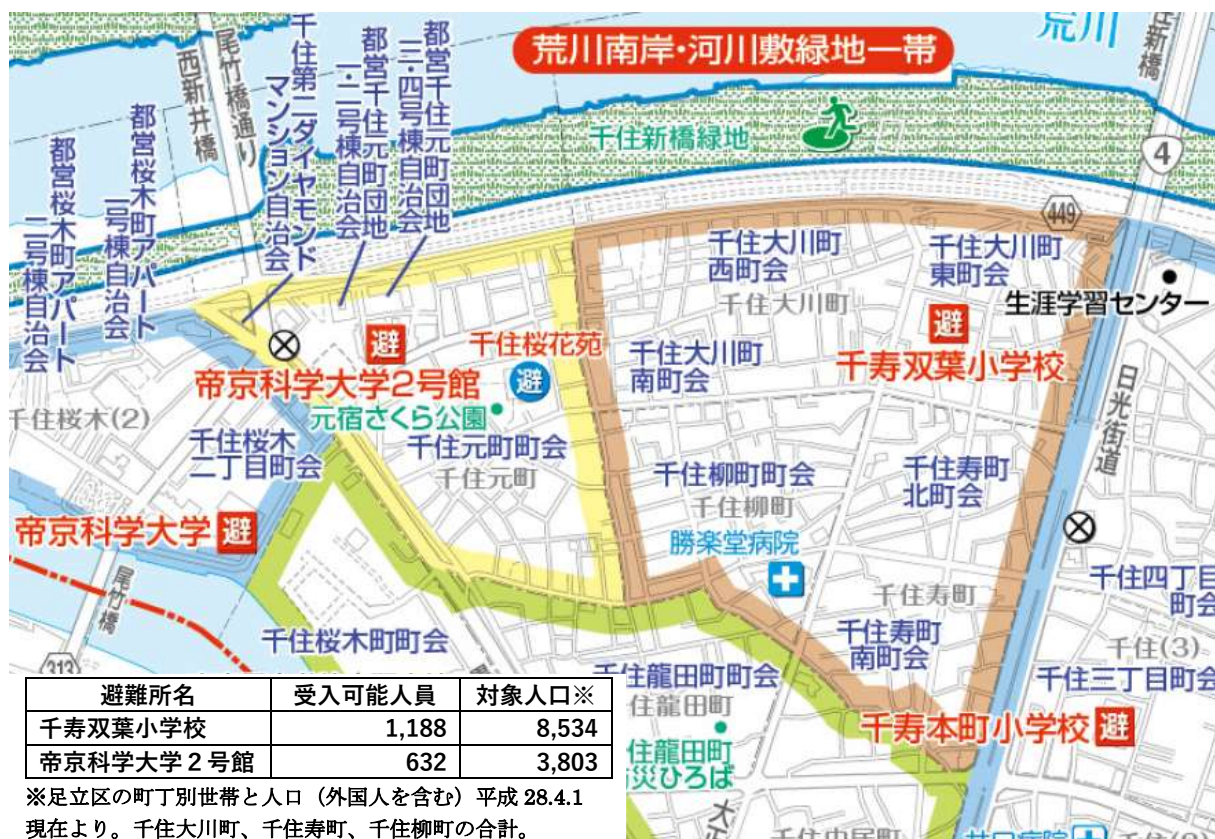 荒川
荒川南岸・河川敷緑地一帯
尾竹橋通り
西新井橋
千住第二ダイヤモンド
マンション自治会
都営千住元町団地
一・二号棟自治会
都営千住元町団地
三・四号棟自治会
都営桜木町アパート
一号棟自治会
都営桜木町アパート
二号棟自治会
千住新橋緑地
4
449
千住大川町
西町会
千住大川町
東町会
千住大川町
生涯学習センター
避
千寿双葉小学校
千住大川町
南町会
避
帝京科学大学2号館
千住桜花苑
避
元宿さくら公園
千住元町町会
千住元町
千住桜木(2)
千住桜木
二丁目町会
日光街道
千住柳町町会
千住柳町
千住寿町
北町会
帝京科学大学 避
勝楽堂病院
千住寿町
千住四丁目
町会
尾竹橋
千住桜木町町会
313
千住寿町
南町会
千住(3)
千住三丁目町会
千住龍田町町会
住龍田町
千寿本町小学校 避
住龍田町
災ひろば
大正
千住中居町
井口病院
避難所名 受入可能人員 対象人口※
千寿双葉小学校 1,188 8,534
帝京科学大学２号館 632 3,803
※足立区の町丁別世帯と人口（外国人を含む）平成 28.4.1
現在より。千住大川町、千住寿町、千住柳町の合計。